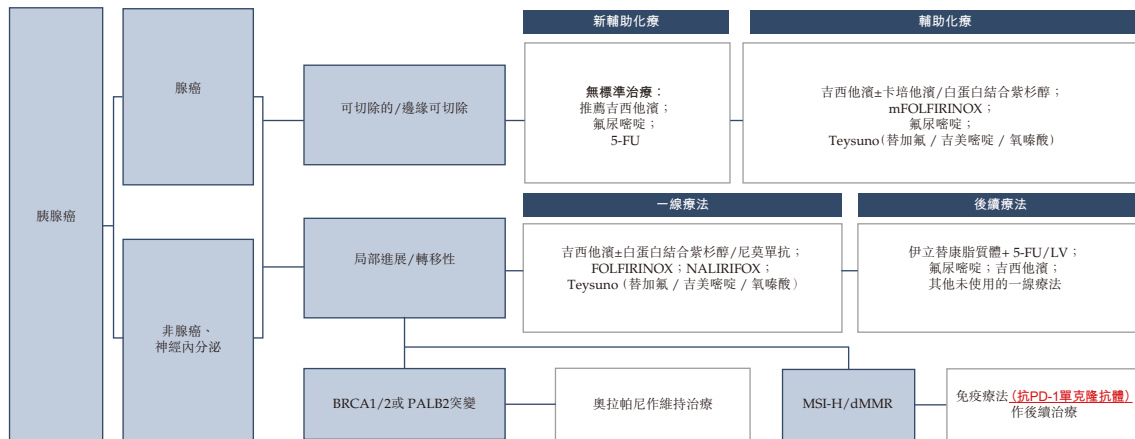 新輔助化療
輔助化療
腺癌
可切除的/邊緣可切除
無標準治療：
推薦吉西他濱；
氟尿嘧啶；
5-FU
吉西他濱±卡培他濱/白蛋白結合紫杉醇；
mFOLFIRINOX；
氟尿嘧啶；
Teysuno(替加氟 / 吉美嘧啶 / 氧嗪酸)
胰腺癌
一線療法
後續療法
局部進展/轉移性
吉西他濱±白蛋白結合紫杉醇/尼莫單抗；
FOLFIRINOX；NALIRIFOX；
Teysuno (替加氟 / 吉美嘧啶 / 氧嗪酸)
伊立替康脂質體+ 5-FU/LV；
氟尿嘧啶；吉西他濱；
其他未使用的一線療法
非腺癌、
神經內分泌
BRCA1/2或 PALB2突變
奧拉帕尼作維持治療
MSI-H/dMMR
免疫療法(抗PD-1單克隆抗體)
作後續治療